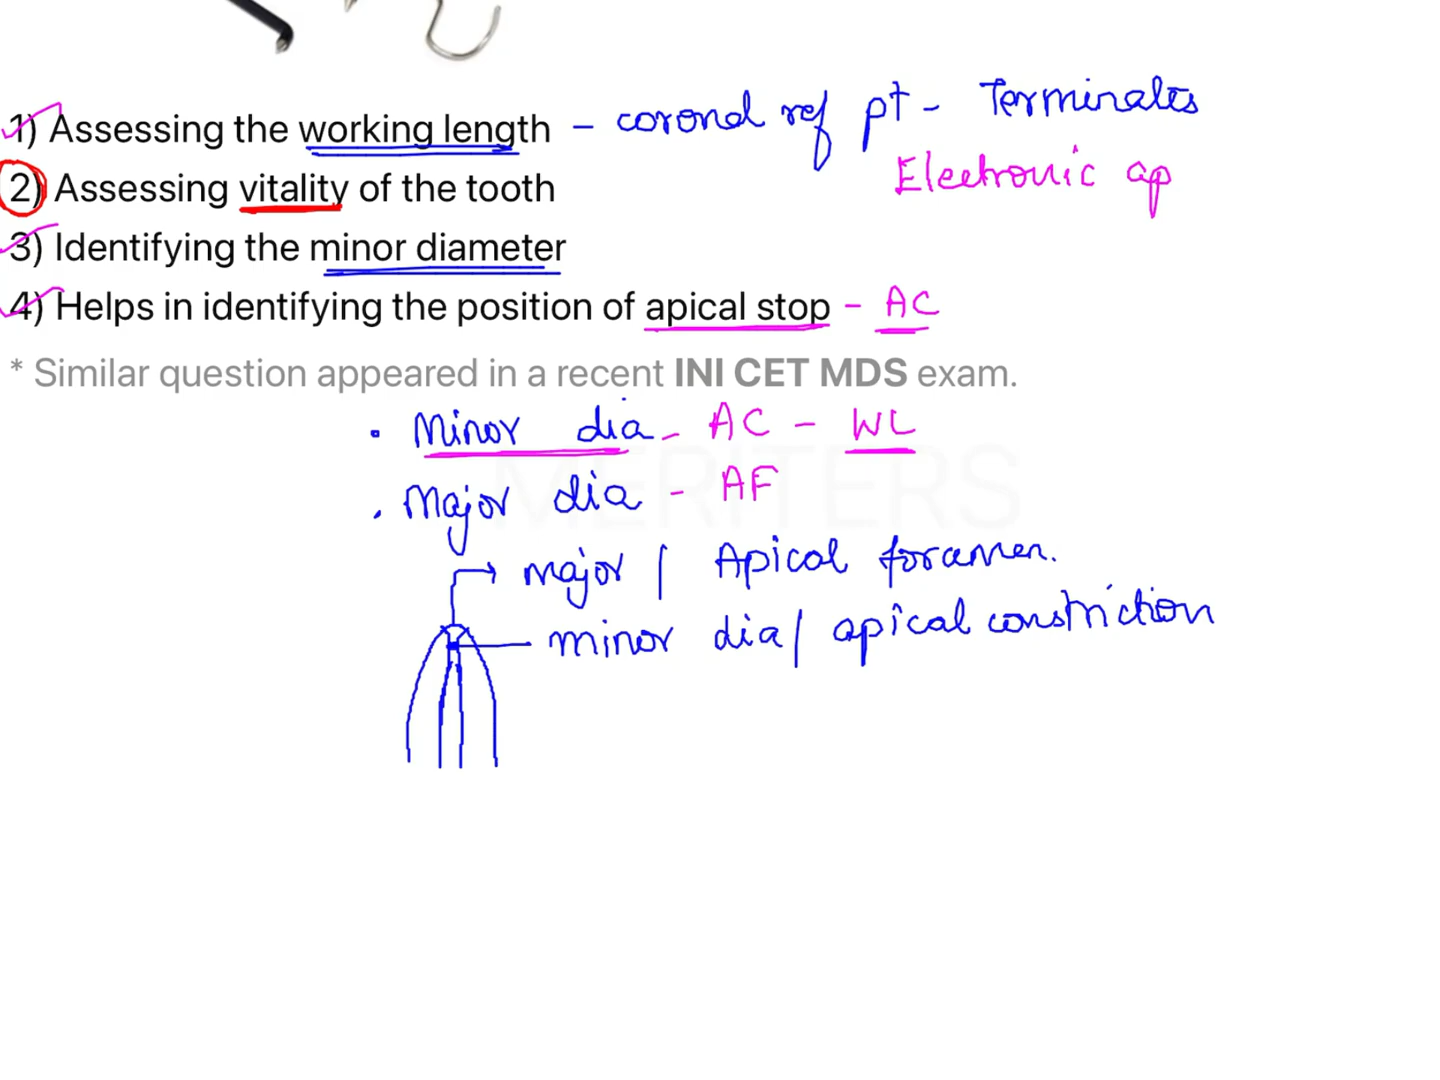 1) Assessing the working length - coronal ref pt - Terminates
Electronic ap
2) Assessing vitality of the tooth
3) Identifying the minor diameter
4) Helps in identifying the position of apical stop - AC
* Similar question appeared in a recent INI CET MDS exam.
• Minor dia - AC - WL
• Major dia - AF
MERITERS
→ major / Apical foramen.
minor dia / apical constriction